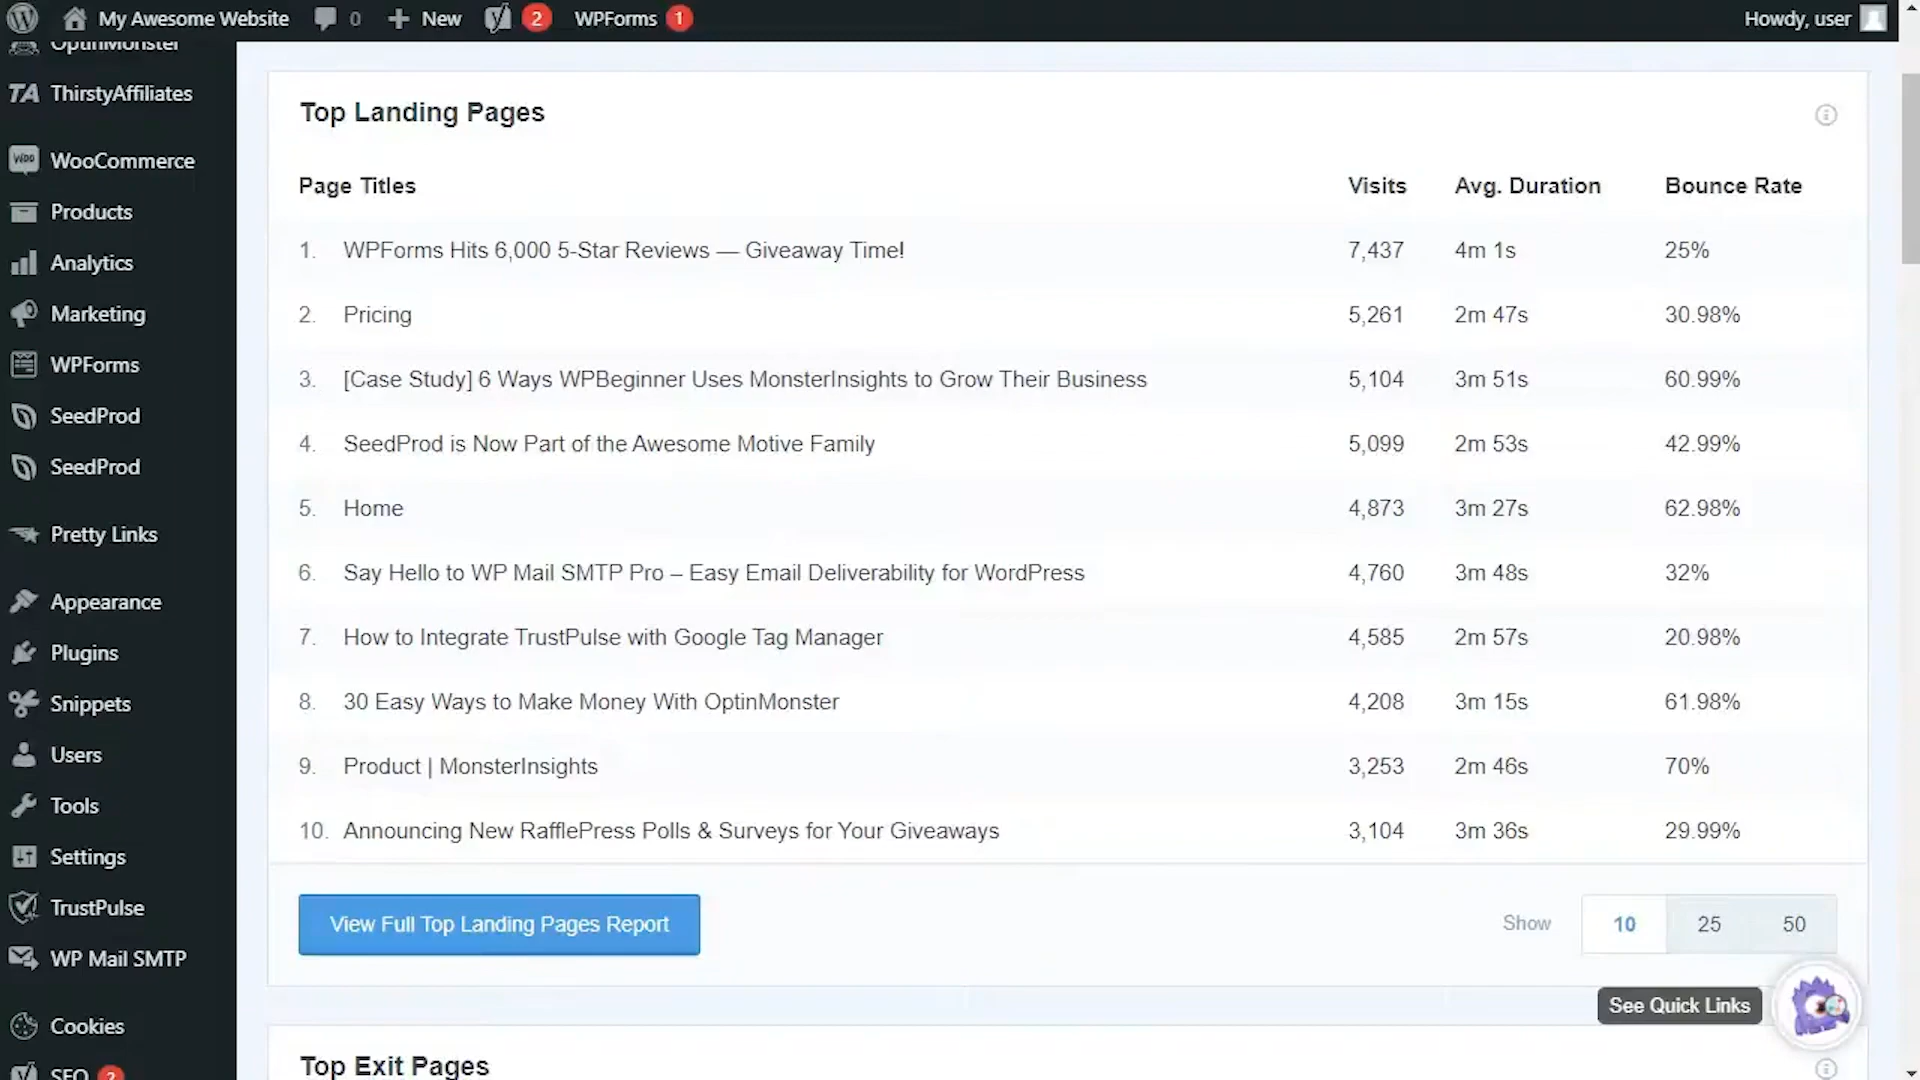 My Awesome Website 0 New 2 WPForms 1 Howdy, user
OptinMonster
TA ThirstyAffiliates
Woo WooCommerce
Products
Analytics
Marketing
WPForms
SeedProd
SeedProd
Pretty Links
Appearance
Plugins
Snippets
Users
Tools
Settings
TrustPulse
WP Mail SMTP
Cookies
SEO 2
Top Landing Pages
Page Titles Visits Avg. Duration Bounce Rate
1. WPForms Hits 6,000 5-Star Reviews — Giveaway Time! 7,437 4m 1s 25%
2. Pricing 5,261 2m 47s 30.98%
3. [Case Study] 6 Ways WPBeginner Uses MonsterInsights to Grow Their Business 5,104 3m 51s 60.99%
4. SeedProd is Now Part of the Awesome Motive Family 5,099 2m 53s 42.99%
5. Home 4,873 3m 27s 62.98%
6. Say Hello to WP Mail SMTP Pro – Easy Email Deliverability for WordPress 4,760 3m 48s 32%
7. How to Integrate TrustPulse with Google Tag Manager 4,585 2m 57s 20.98%
8. 30 Easy Ways to Make Money With OptinMonster 4,208 3m 15s 61.98%
9. Product | MonsterInsights 3,253 2m 46s 70%
10. Announcing New RafflePress Polls & Surveys for Your Giveaways 3,104 3m 36s 29.99%
View Full Top Landing Pages Report Show 10 25 50
See Quick Links
Top Exit Pages